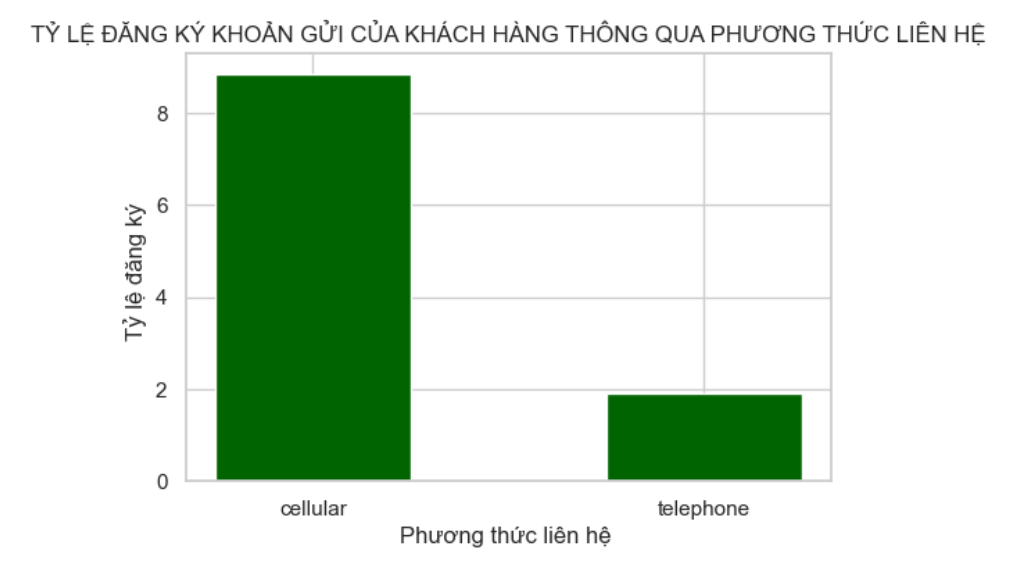 TỶ LỆ ĐĂNG KÝ KHOẢN GỬI CỦA KHÁCH HÀNG THÔNG QUA PHƯƠNG THỨC LIÊN HỆ
8
6
4
2
0
Tỷ lệ đăng ký
cellular
telephone
Phương thức liên hệ